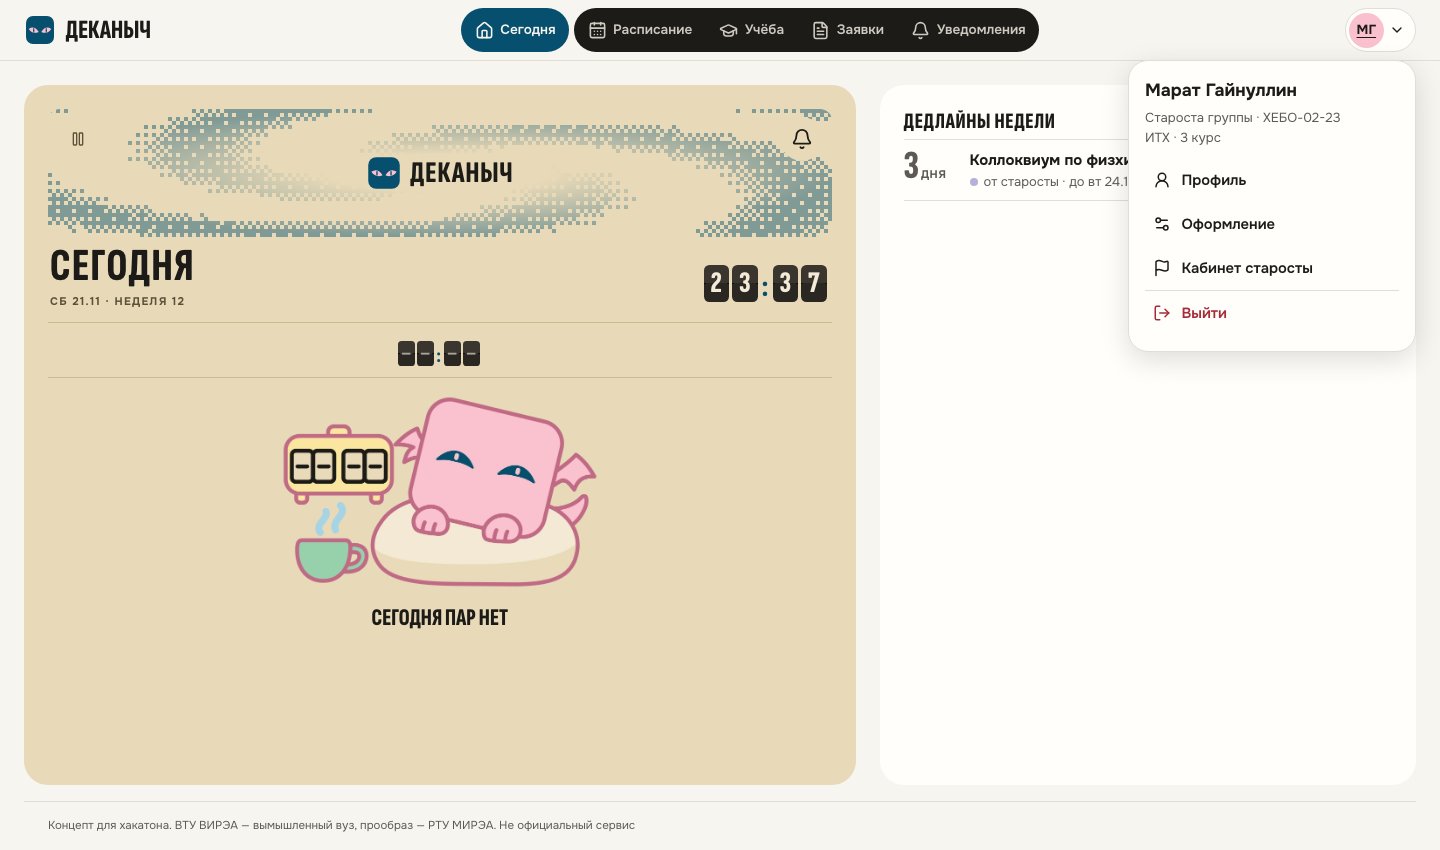 ДЕКАНЫЧ
Сегодня
Расписание
Учёба
Заявки
Уведомления
МГ
Марат Гайнуллин
Староста группы · ХЕБО-02-23
ИТХ · 3 курс
Профиль
Оформление
Кабинет старосты
Выйти
ДЕКАНЫЧ
СЕГОДНЯ
СБ 21.11 · НЕДЕЛЯ 12
23:37
--:--
СЕГОДНЯ ПАР НЕТ
ДЕДЛАЙНЫ НЕДЕЛИ
3 дня
Коллоквиум по физхи
от старосты · до вт 24.1
Концепт для хакатона. ВТУ ВИРЭА — вымышленный вуз, прообраз — РТУ МИРЭА. Не официальный сервис